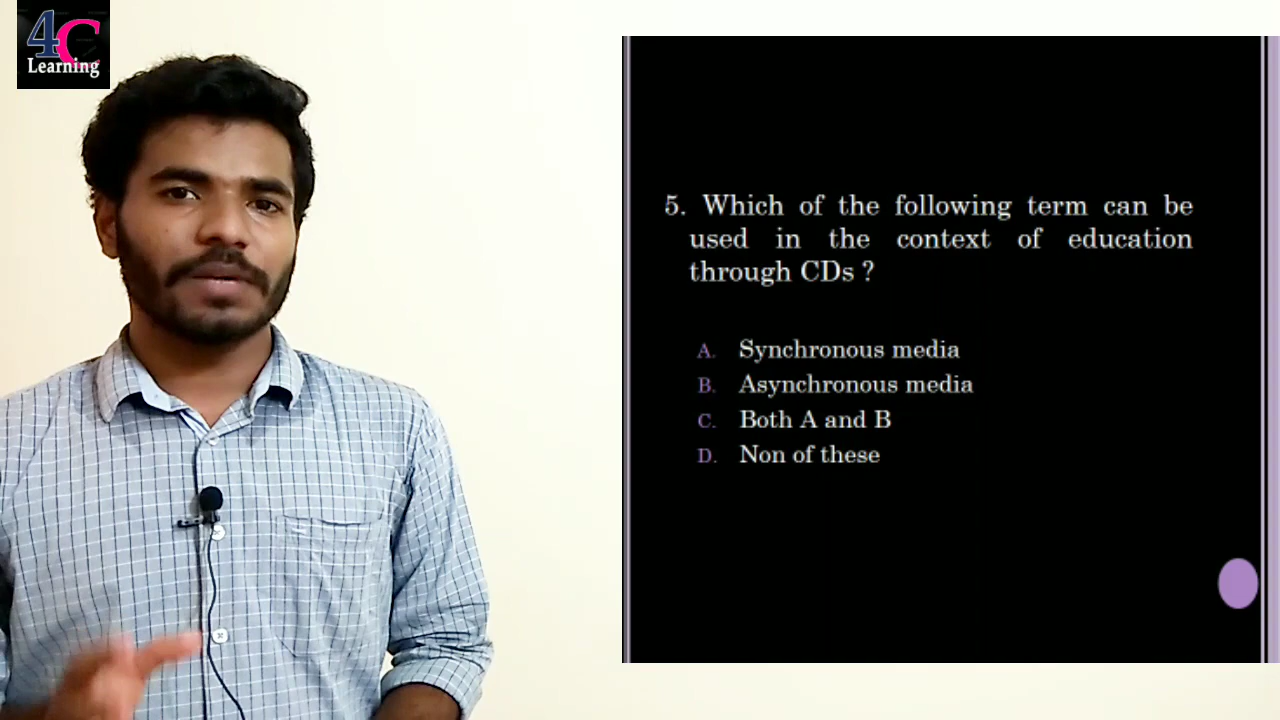 4C
Learning
5. Which of the following term can be
used in the context of education
through CDs ?
A. Synchronous media
B. Asynchronous media
C. Both A and B
D. Non of these